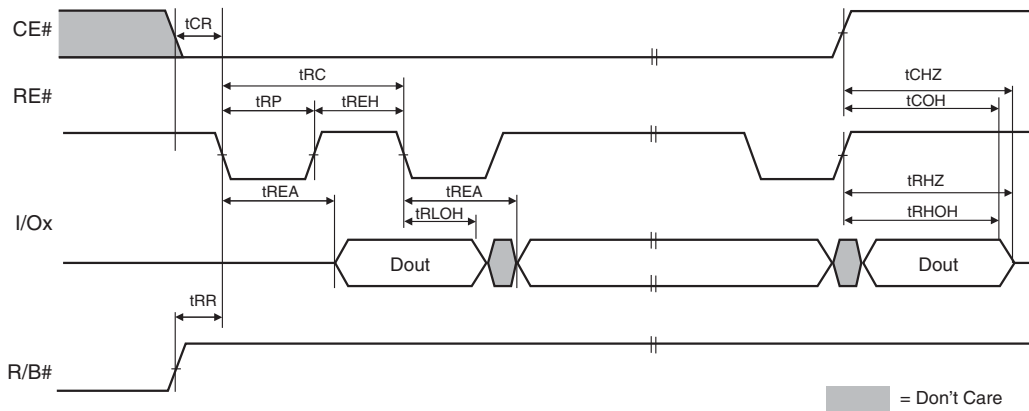 CE#
tCR
tRC
tCHZ
RE#
tRP
tREH
tCOH
tREA
tREA
tRHZ
tRLOH
tRHOH
I/Ox
Dout
Dout
tRR
R/B#
= Don't Care